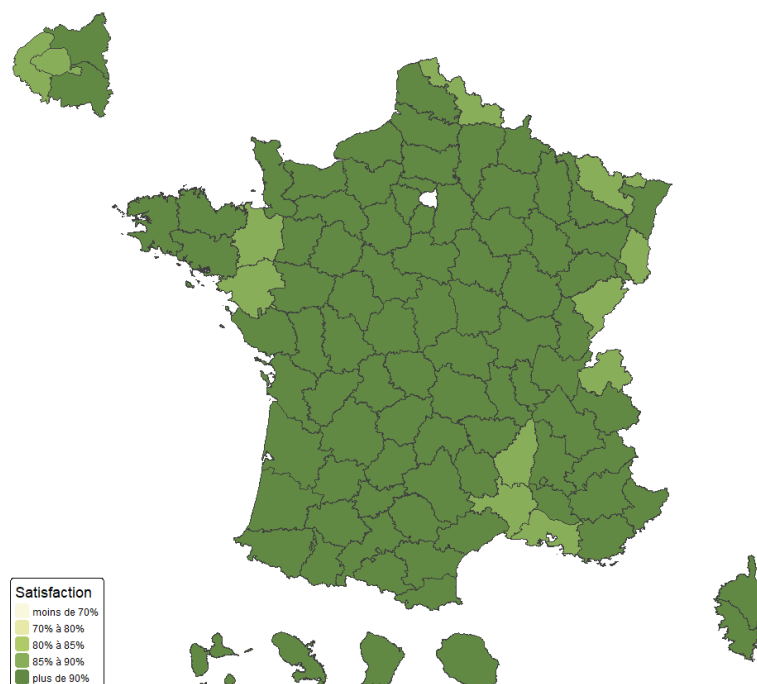 Satisfaction
moins de 70%
70% à 80%
80% à 85%
85% à 90%
plus de 90%